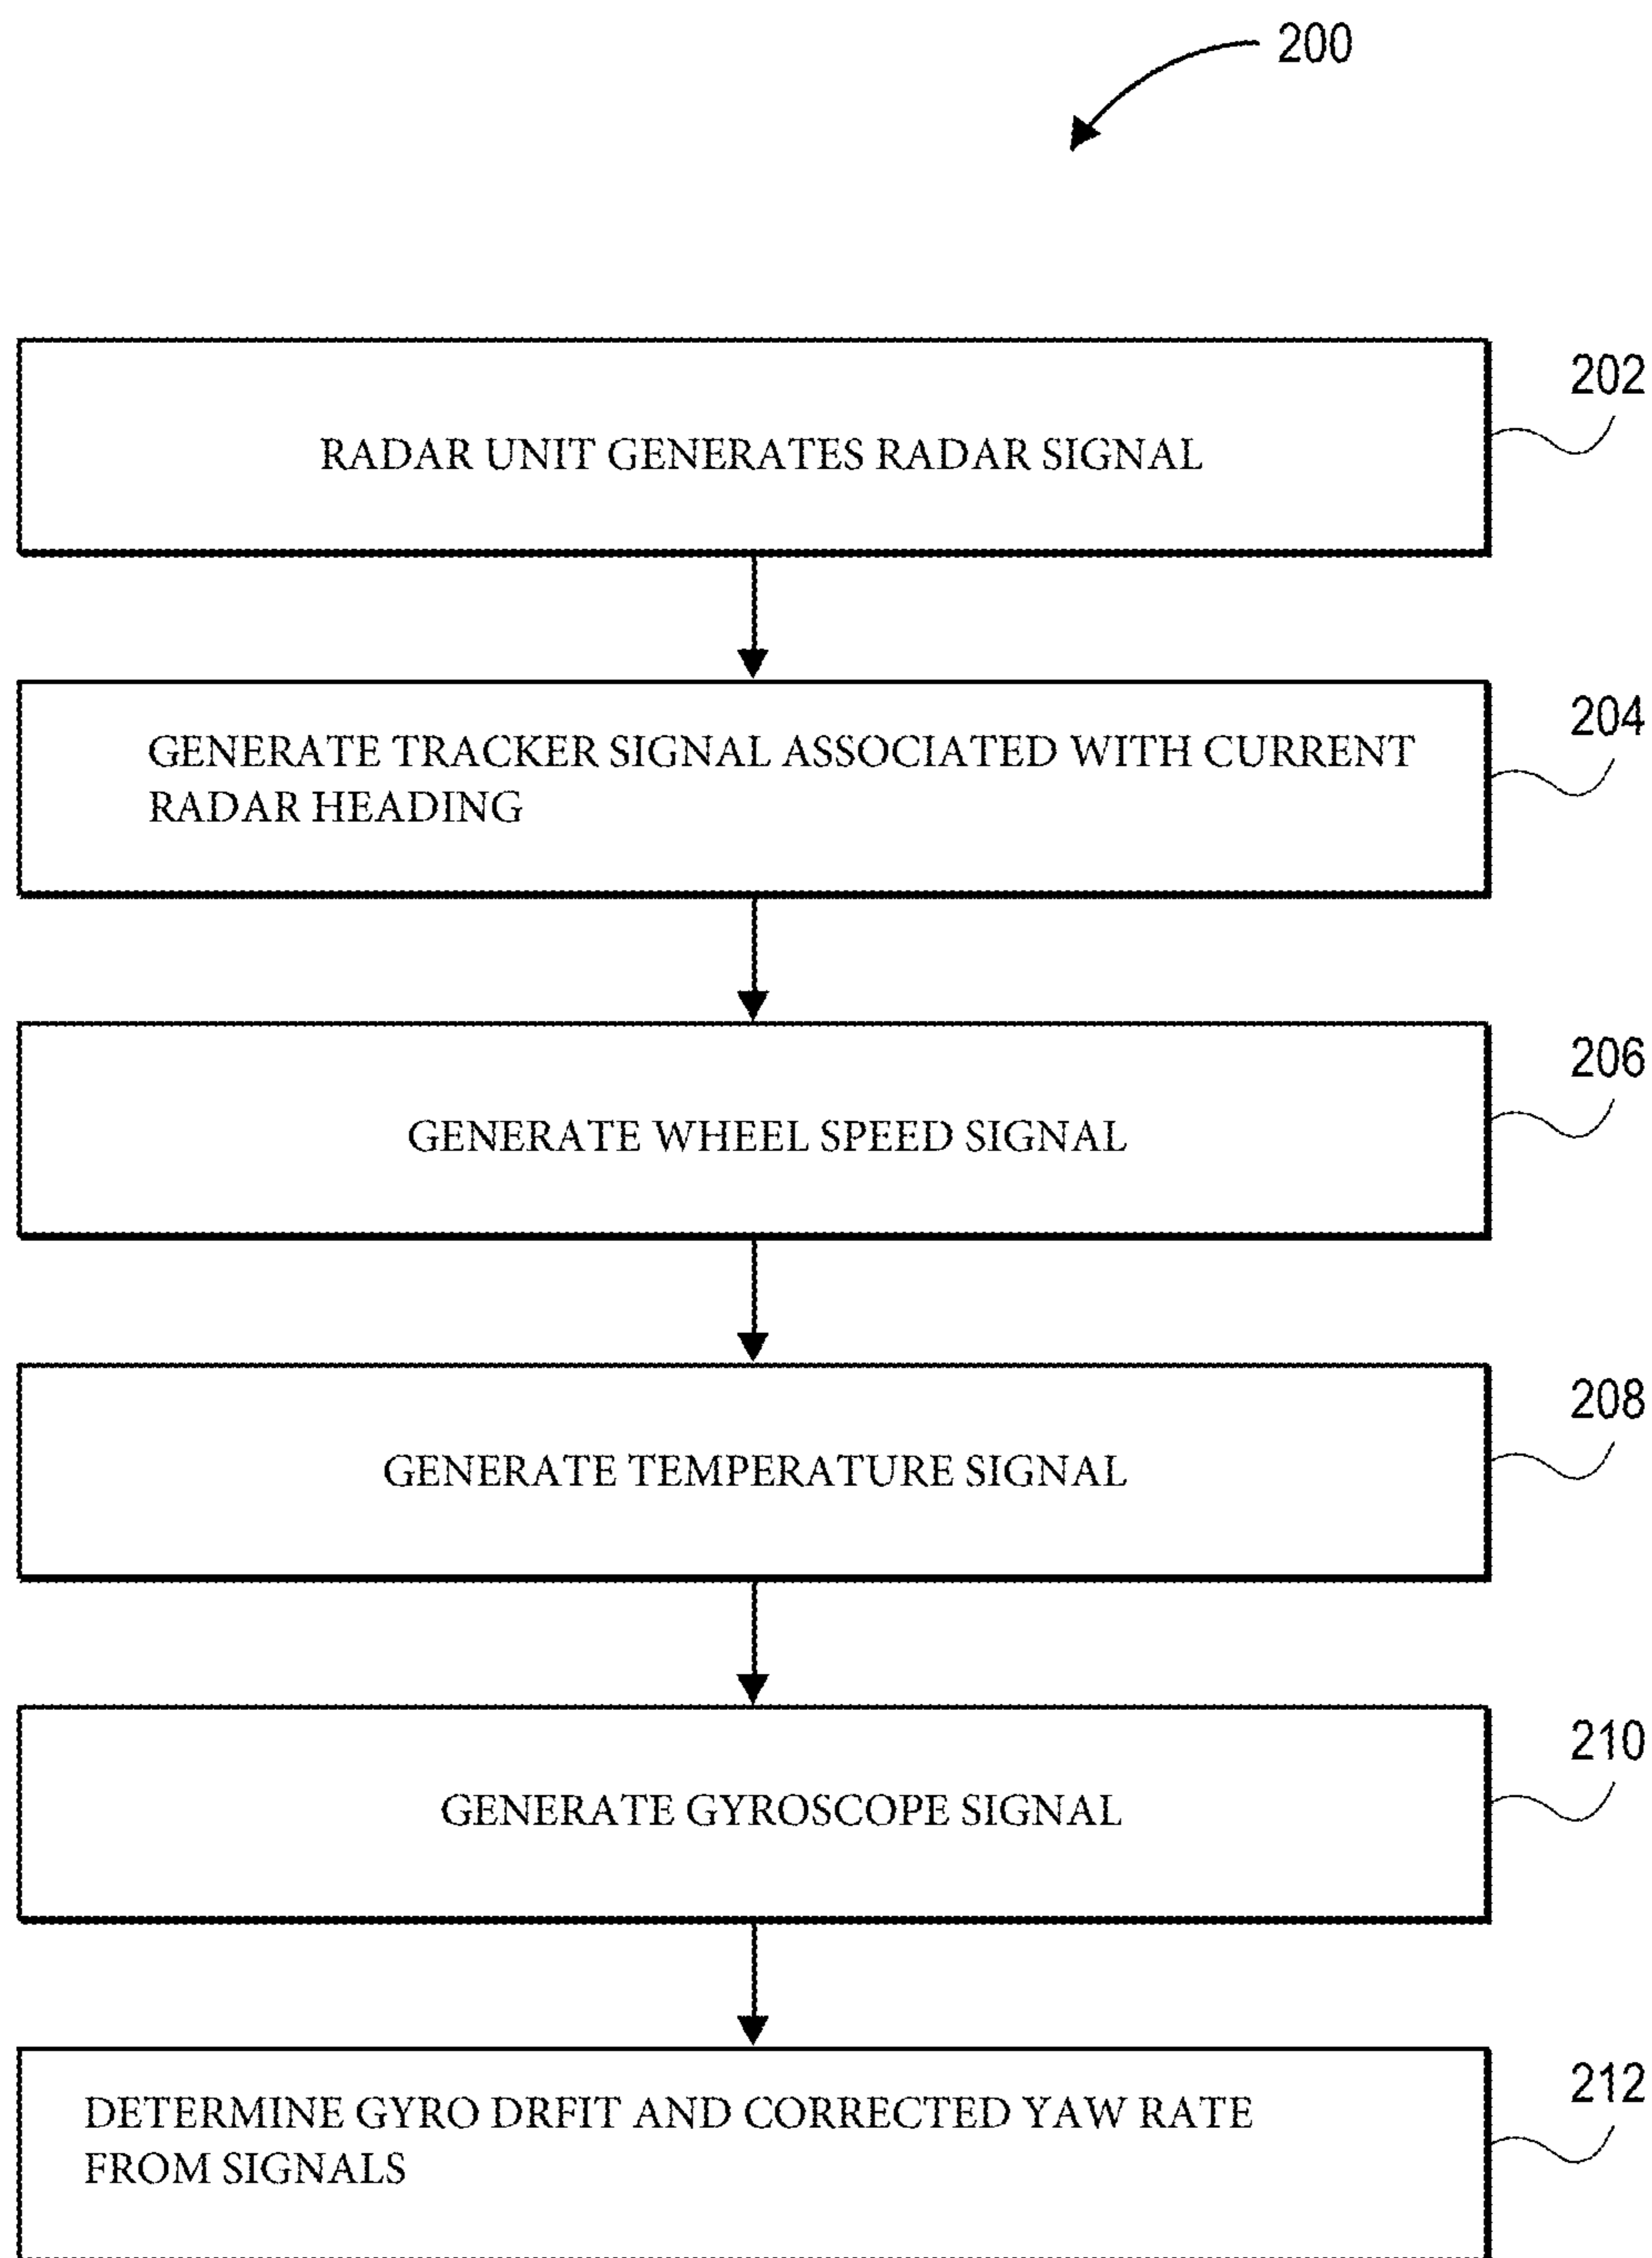 200
202
RADAR UNIT GENERATES RADAR SIGNAL
204
GENERATE TRACKER SIGNAL ASSOCIATED WITH CURRENT
RADAR HEADING
206
GENERATE WHEEL SPEED SIGNAL
208
GENERATE TEMPERATURE SIGNAL
210
GENERATE GYROSCOPE SIGNAL
212
DETERMINE GYRO DRFIT AND CORRECTED YAW RATE
FROM SIGNALS